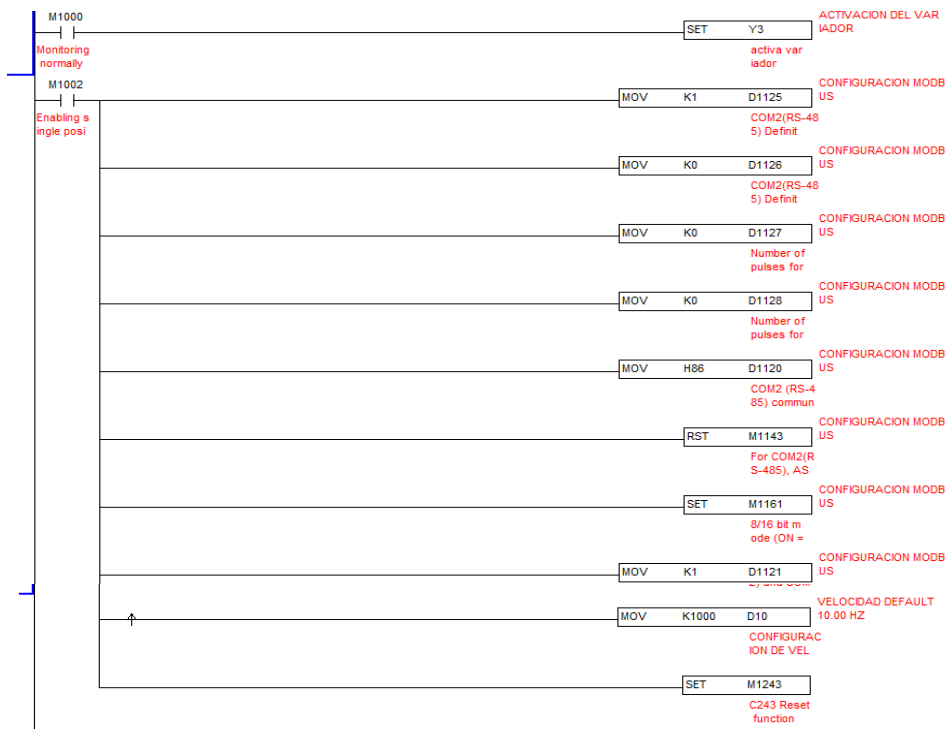 M1000
SET Y3
ACTIVACION DEL VAR
IADOR
Monitoring
normally
activa var
iador
M1002
MOV K1 D1125
CONFIGURACION MODB
US
Enabling s
ingle posi
COM2(RS-48
5) Definit
MOV K0 D1126
CONFIGURACION MODB
US
COM2(RS-48
5) Definit
MOV K0 D1127
CONFIGURACION MODB
US
Number of
pulses for
MOV K0 D1128
CONFIGURACION MODB
US
Number of
pulses for
MOV H86 D1120
CONFIGURACION MODB
US
COM2 (RS-4
85) commun
RST M1143
CONFIGURACION MODB
US
For COM2(R
S-485), AS
SET M1161
CONFIGURACION MODB
US
8/16 bit m
ode (ON =
MOV K1 D1121
CONFIGURACION MODB
US
MOV K1000 D10
VELOCIDAD DEFAULT
10.00 HZ
CONFIGURAC
ION DE VEL
SET M1243
C243 Reset
function